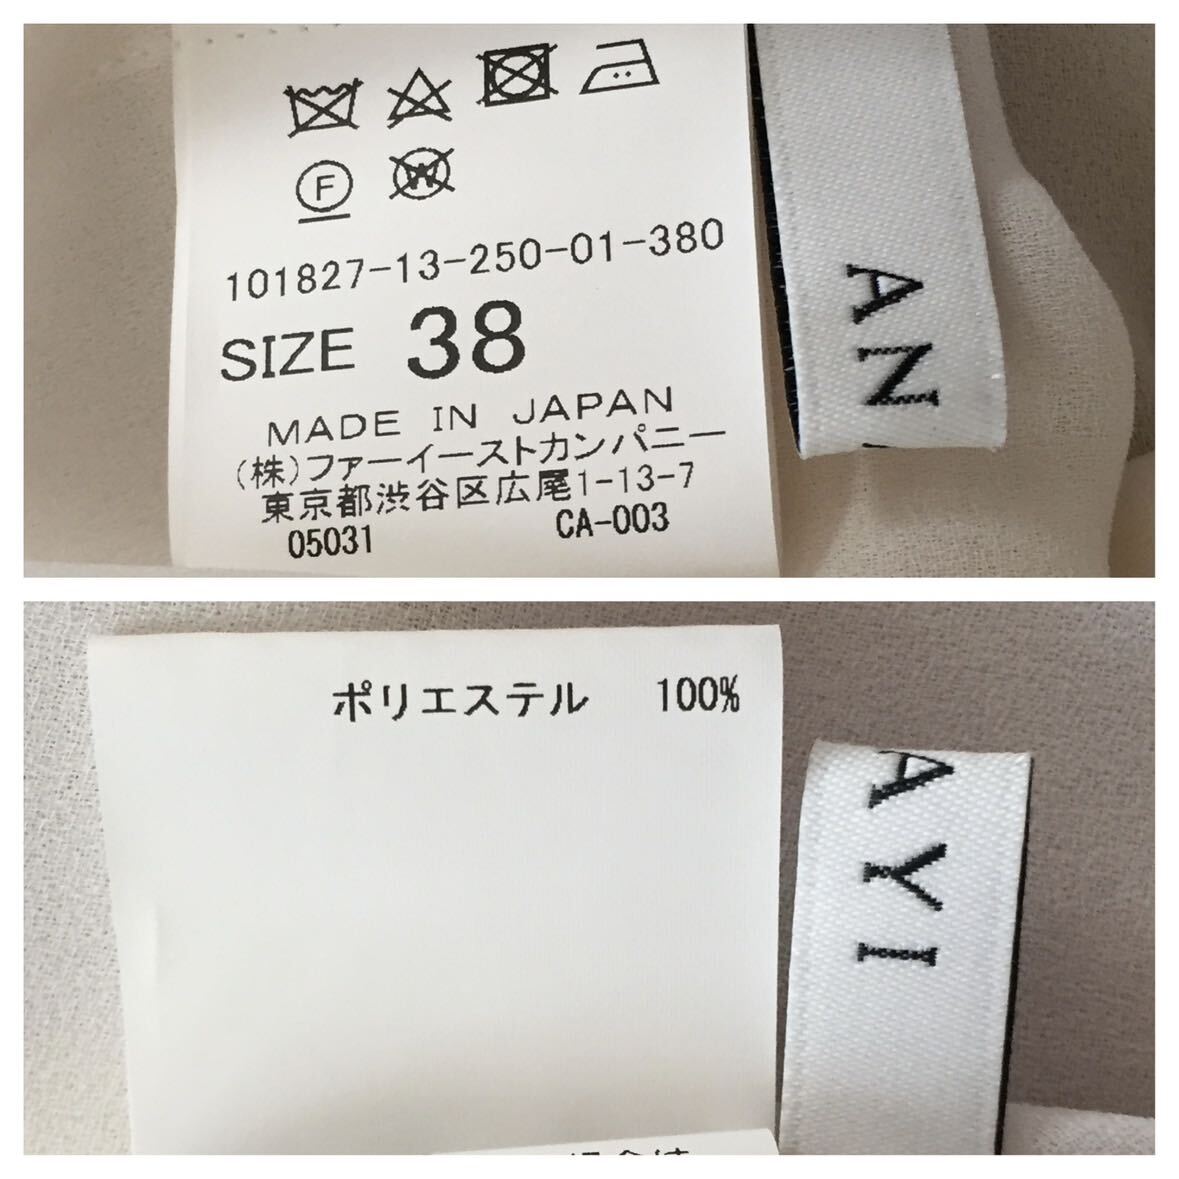 F
W
101827-13-250-01-380
SIZE 38
MADE IN JAPAN
(株)ファーイーストカンパニー
東京都渋谷区広尾1-13-7
05031 CA-003
AN
ポリエステル 100%
AYI